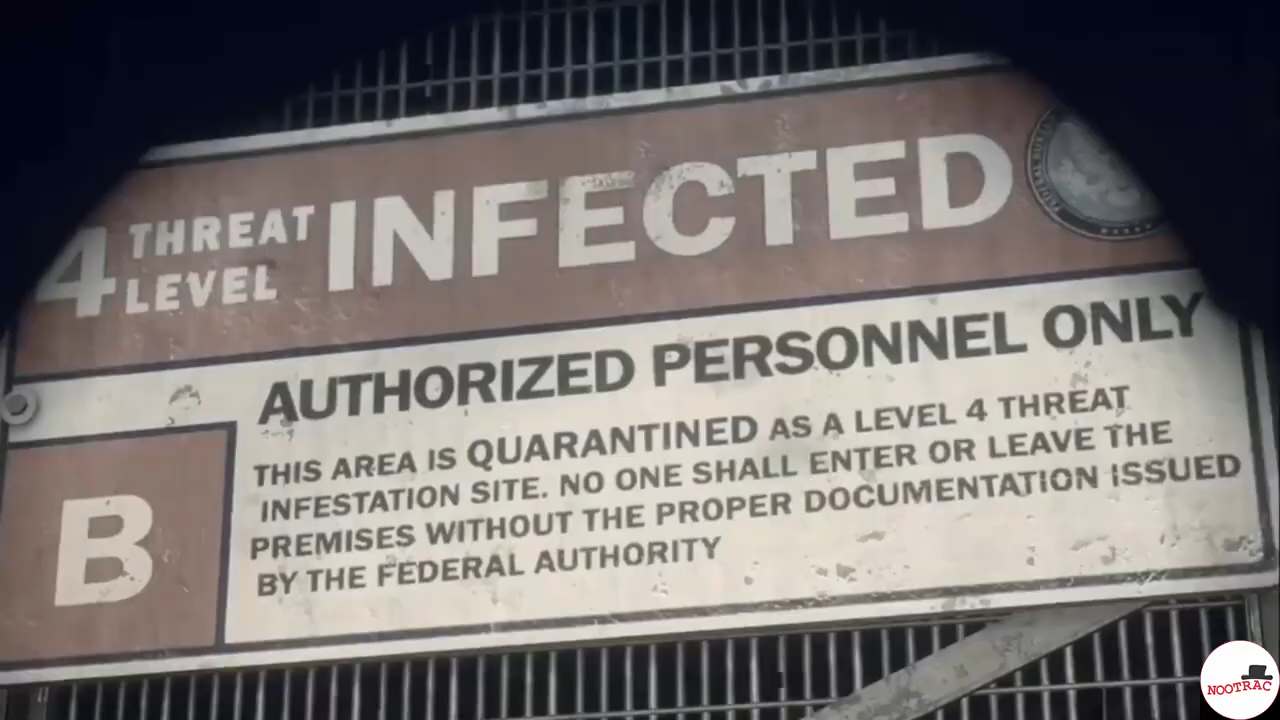 4 THREAT LEVEL INFECTED
FEDERAL
AUTHORIZED PERSONNEL ONLY
THIS AREA IS QUARANTINED AS A LEVEL 4 THREAT
INFESTATION SITE. NO ONE SHALL ENTER OR LEAVE THE
PREMISES WITHOUT THE PROPER DOCUMENTATION ISSUED
BY THE FEDERAL AUTHORITY
B
NOOTRAC